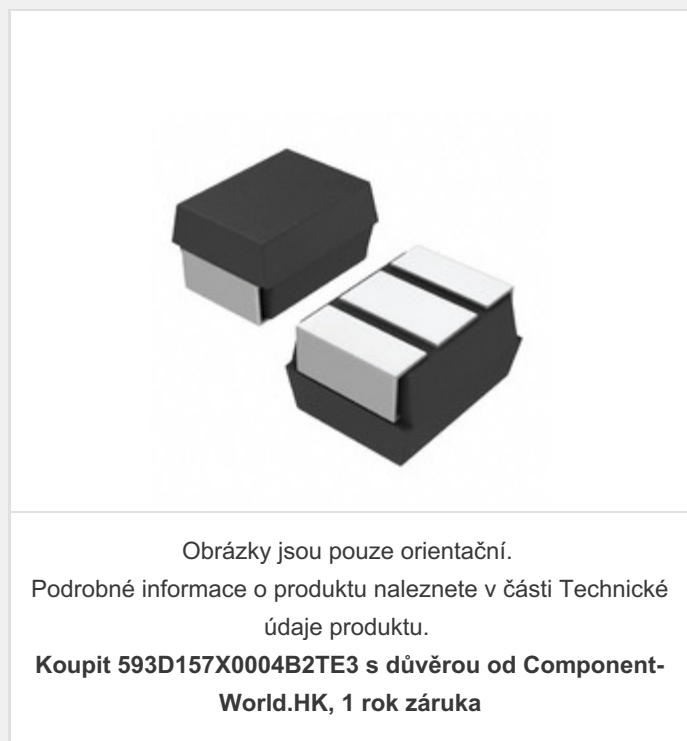 Obrázky jsou pouze orientační.
Podrobné informace o produktu naleznete v části Technické
údaje produktu.
Koupit 593D157X0004B2TE3 s důvěrou od Component-
World.HK, 1 rok záruka